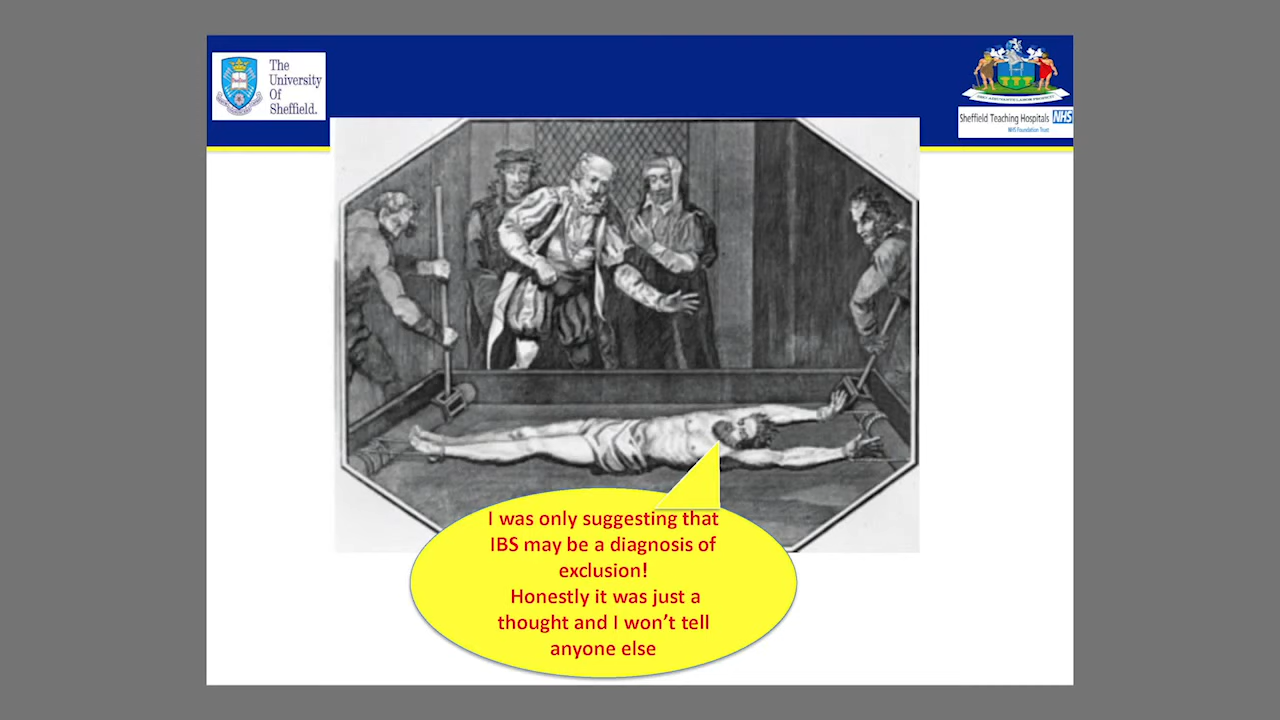 The
University
Of
Sheffield.
Sheffield Teaching Hospitals NHS
NHS Foundation Trust
I was only suggesting that
IBS may be a diagnosis of
exclusion!
Honestly it was just a
thought and I won't tell
anyone else